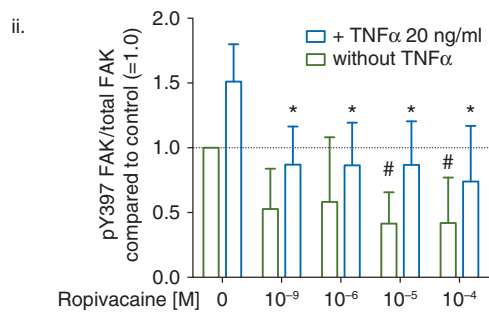 ii.
pY397 FAK/total FAK
compared to control (=1.0)
2.0
1.5
1.0
0.5
0.0
+ TNFα 20 ng/ml
without TNFα
* * * *
# #
Ropivacaine [M] 0 10⁻⁹ 10⁻⁶ 10⁻⁵ 10⁻⁴